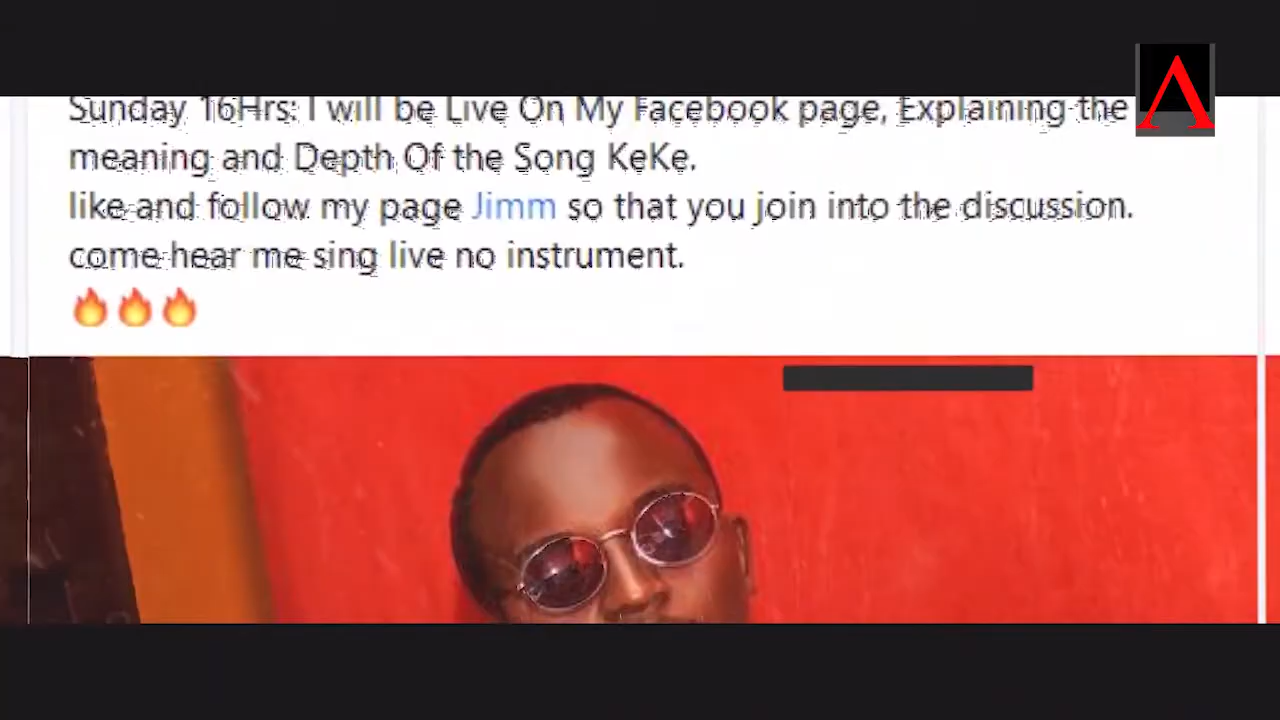 Sunday 16Hrs: I will be Live On My Facebook page, Explaining the
meaning and Depth Of the Song KeKe.
like and follow my page Jimm so that you join into the discussion.
come hear me sing live no instrument.
🔥🔥🔥